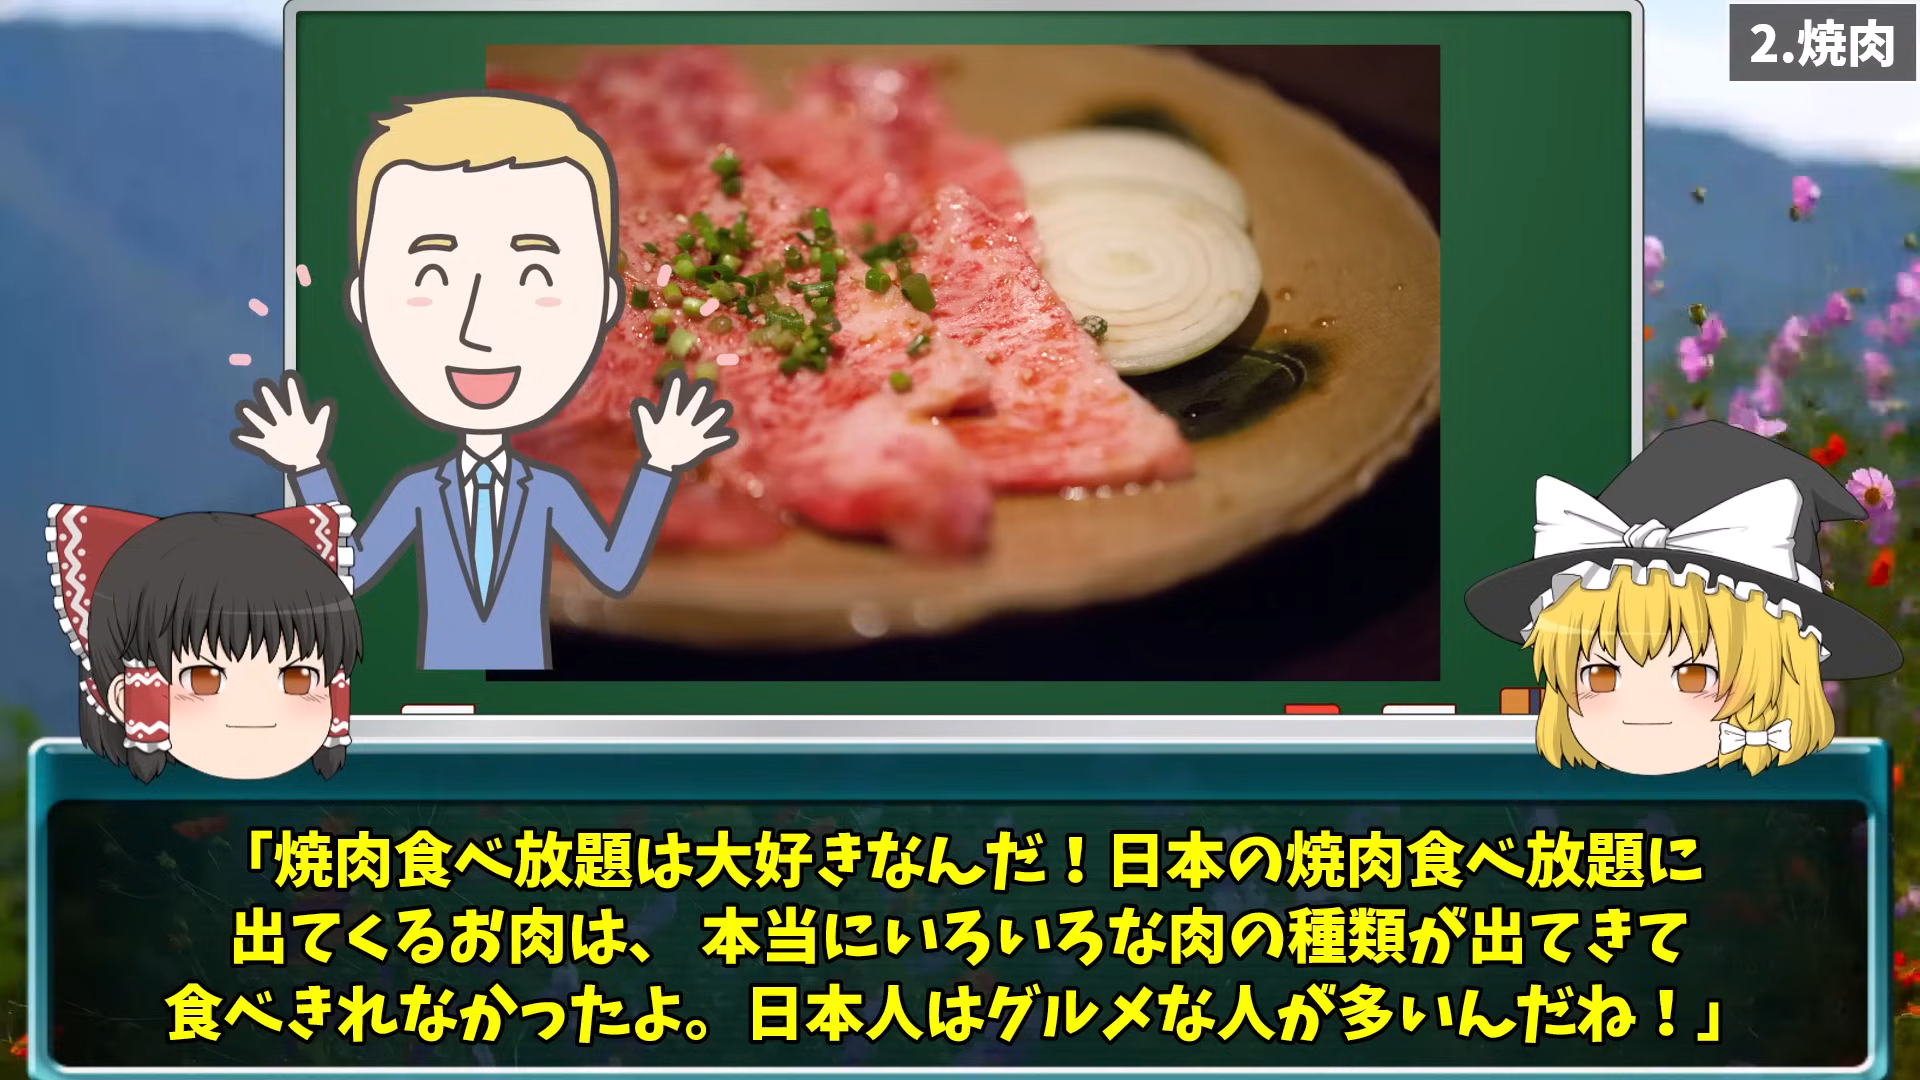 2.焼肉
「焼肉食べ放題は大好きなんだ！日本の焼肉食べ放題に
出てくるお肉は、 本当にいろいろな肉の種類が出てきて
食べきれなかったよ。日本人はグルメな人が多いんだね！」